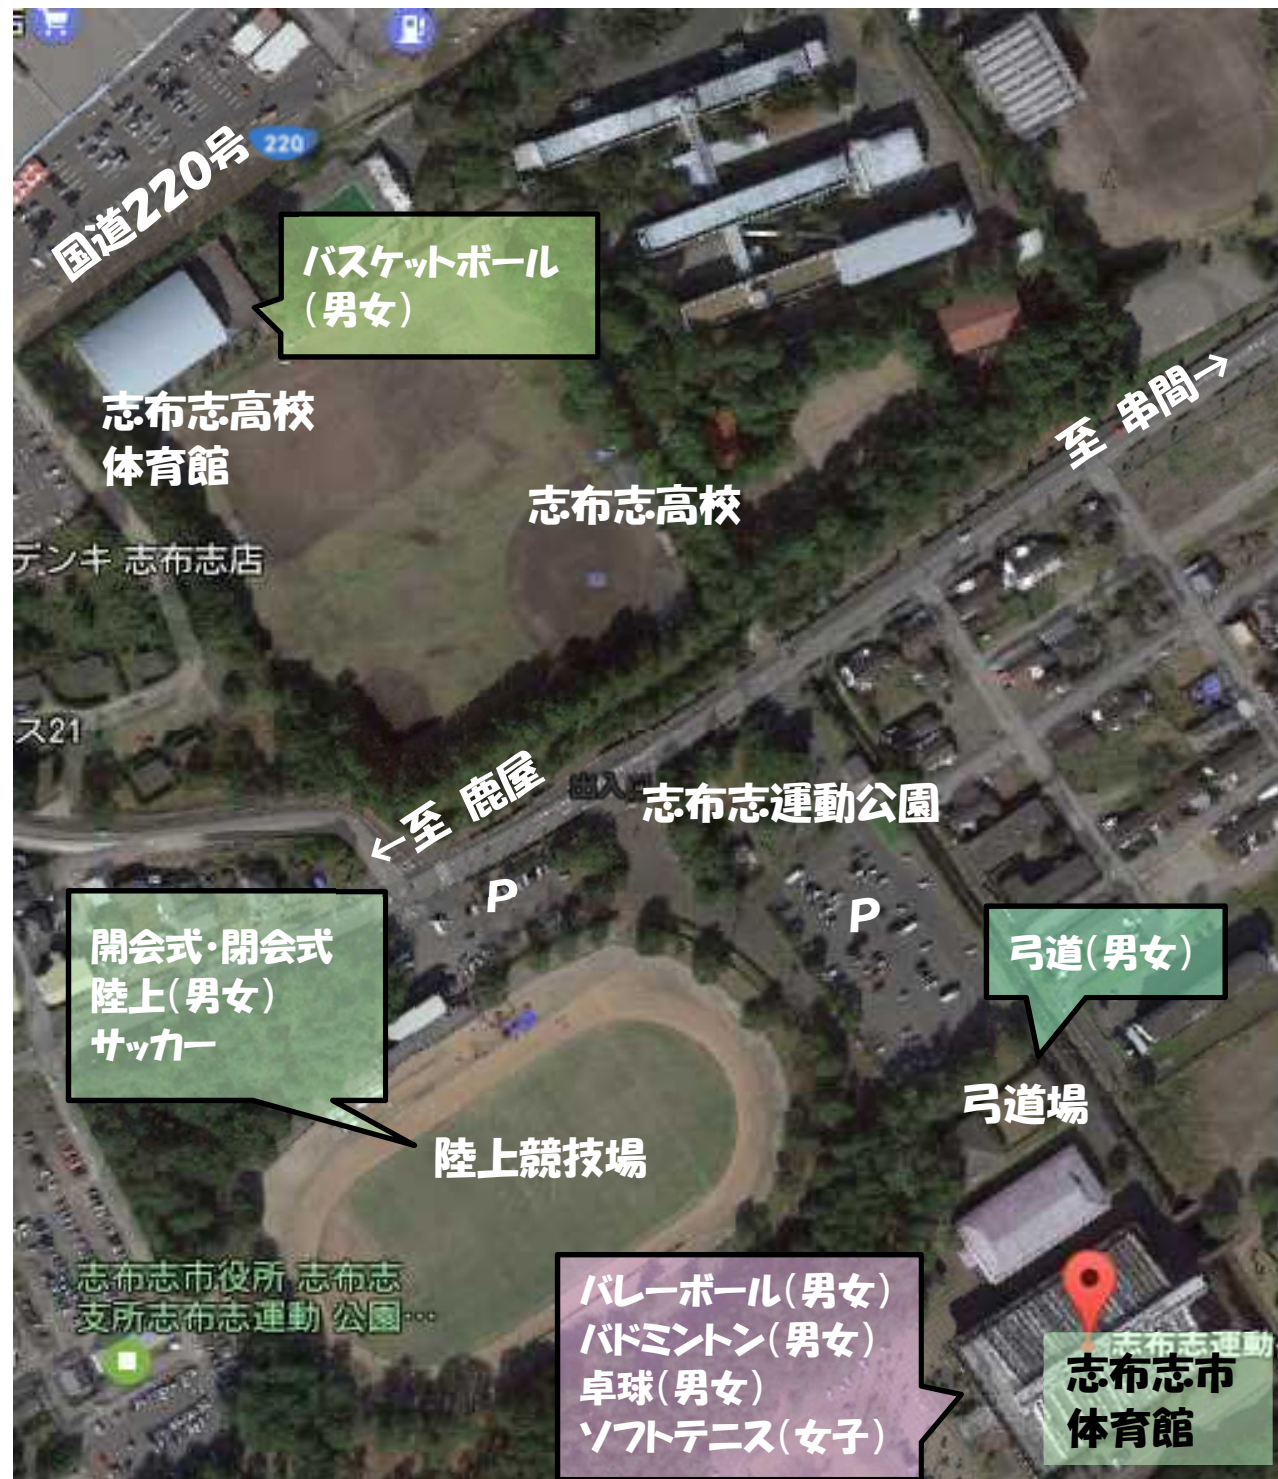 国道220号
220
バスケットボール
(男女)
志布志高校
体育館
至 串間→
志布志高校
デンキ 志布志店
ス21
←至 鹿屋
志布志運動公園
P
P
開会式・閉会式
陸上(男女)
サッカー
弓道(男女)
弓道場
陸上競技場
志布志市役所 志布志
支所志布志運動 公園…
バレーボール(男女)
バドミントン(男女)
卓球(男女)
ソフトテニス(女子)
志布志運動
志布志市
体育館